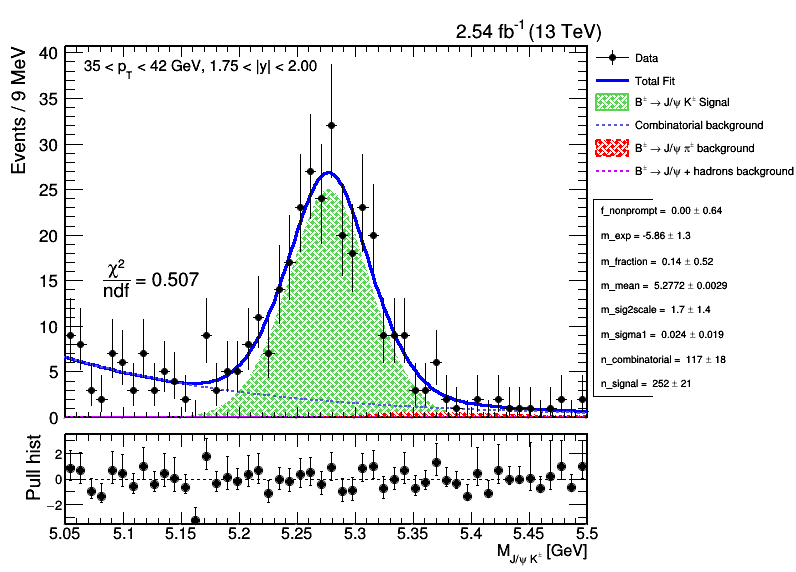 2.54 fb⁻¹ (13 TeV)
35 < p_T < 42 GeV, 1.75 < |y| < 2.00
Events / 9 MeV
40
35
30
25
20
15
10
5
0
χ²/ndf = 0.507
Data
Total Fit
B± → J/ψ K± Signal
Combinatorial background
B± → J/ψ π± background
B± → J/ψ + hadrons background
f_nonprompt = 0.00 ± 0.64
m_exp = -5.86 ± 1.3
m_fraction = 0.14 ± 0.52
m_mean = 5.2772 ± 0.0029
m_sig2scale = 1.7 ± 1.4
m_sigma1 = 0.024 ± 0.019
n_combinatorial = 117 ± 18
n_signal = 252 ± 21
Pull hist
2
0
−2
5.05 5.1 5.15 5.2 5.25 5.3 5.35 5.4 5.45 5.5
M_J/ψ K± [GeV]